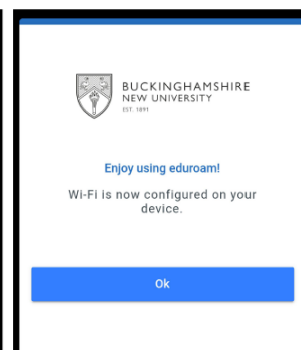 BUCKINGHAMSHIRE
NEW UNIVERSITY
EST. 1891
Enjoy using eduroam!
Wi-Fi is now configured on your
device.
Ok